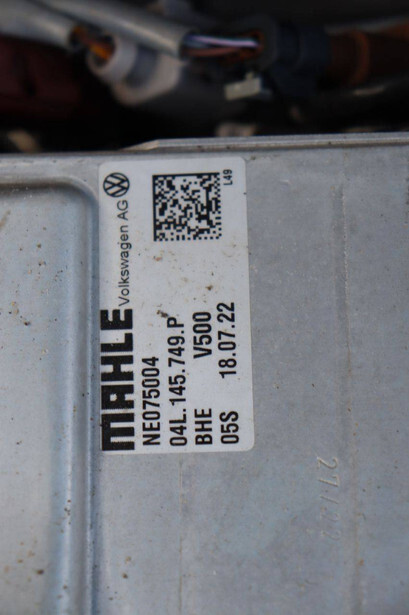 MAHLE Volkswagen AG
NE075004
04L.145.749.P
BHE V500
05S 18.07.22
L49